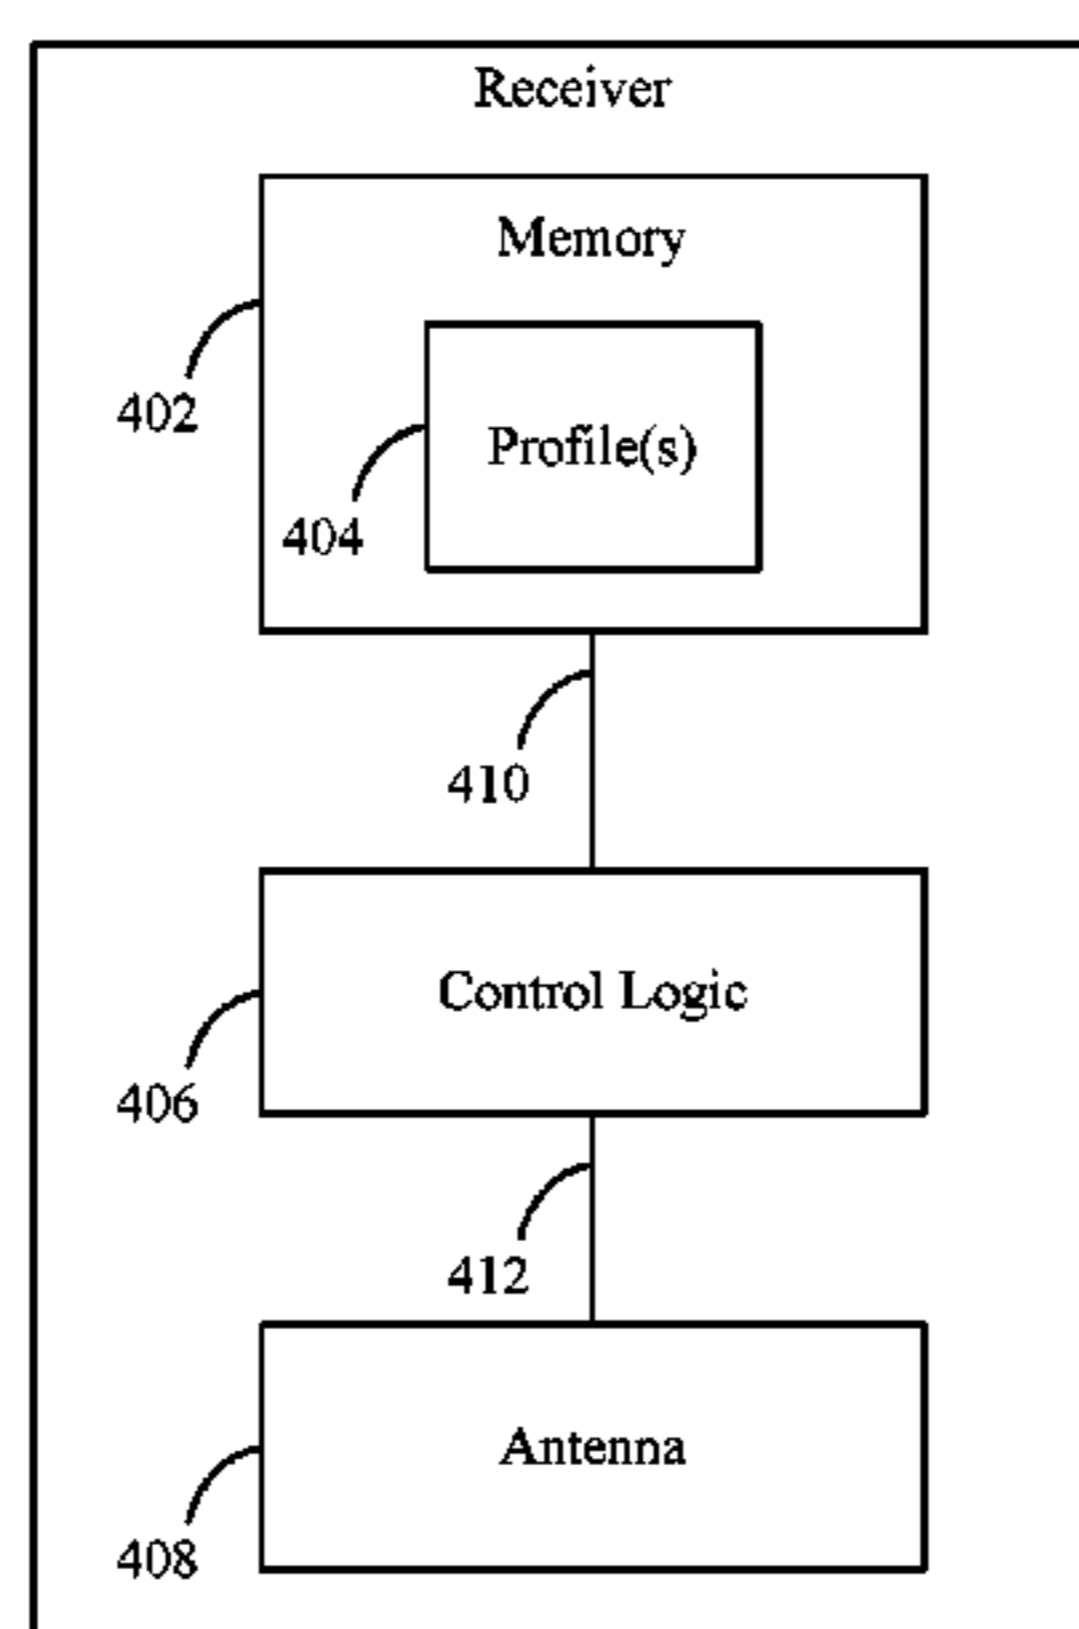 Receiver
Memory
402
Profile(s)
404
410
Control Logic
406
412
Antenna
408